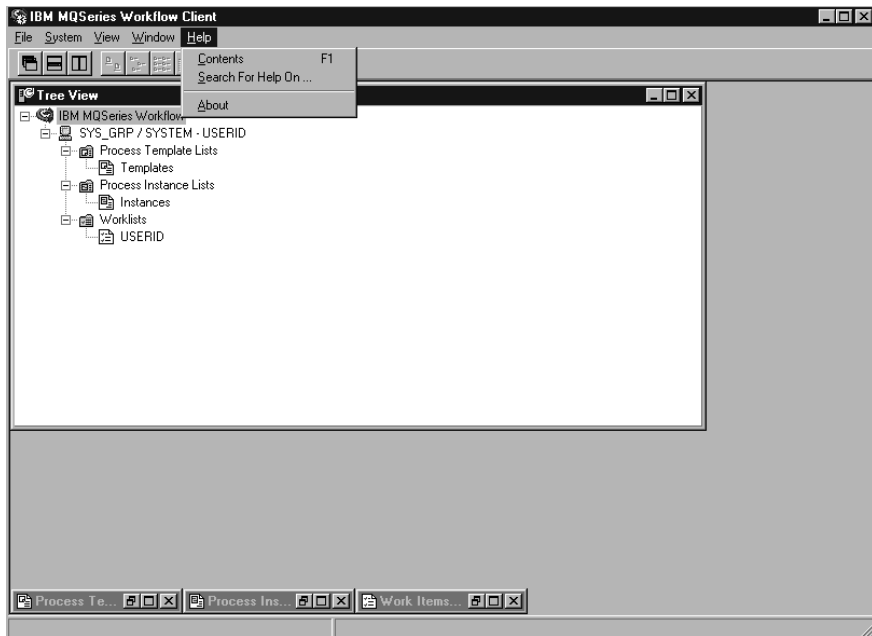 IBM MQSeries Workflow Client
File System View Window Help
Contents F1
Search For Help On ...
About
Tree View
IBM MQSeries Workflow
SYS_GRP / SYSTEM - USERID
Process Template Lists
Templates
Process Instance Lists
Instances
Worklists
USERID
Process Te... Process Ins... Work Items...